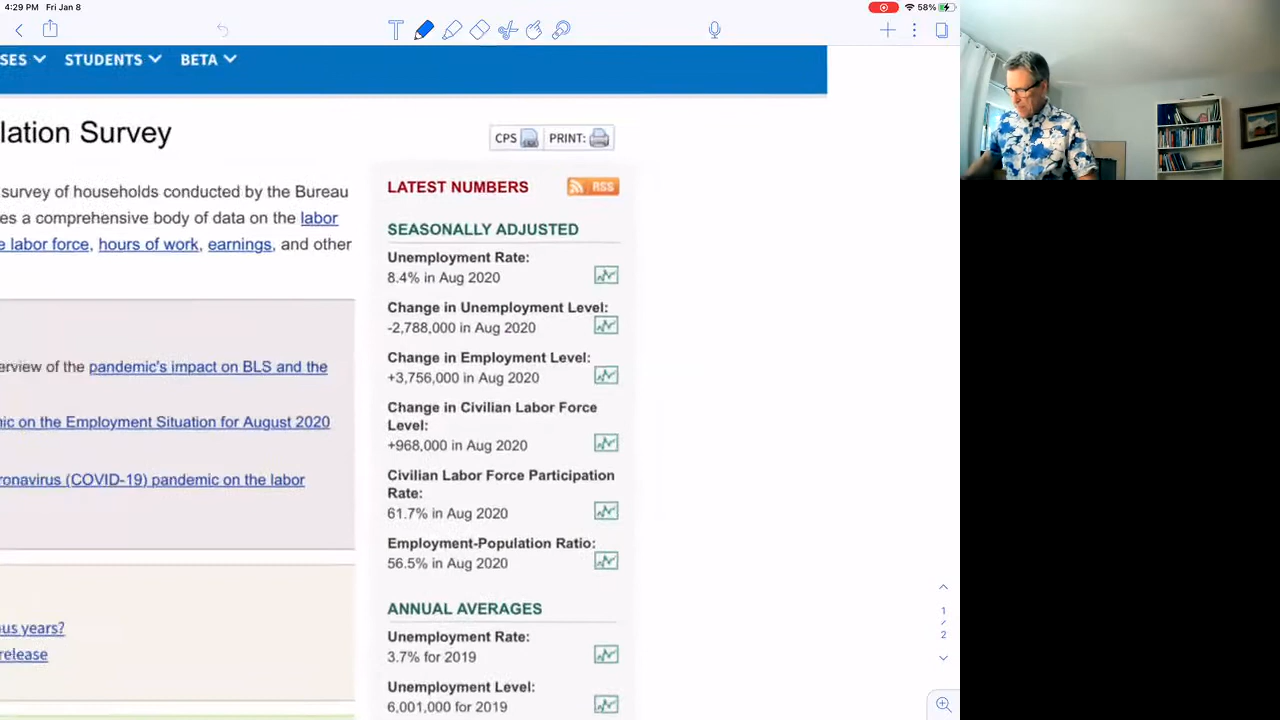 4:29 PM Fri Jan 8
58%
T
SES
STUDENTS
BETA
lation Survey
CPS
PRINT:
survey of households conducted by the Bureau
es a comprehensive body of data on the labor
e labor force, hours of work, earnings, and other
erview of the pandemic's impact on BLS and the
ic on the Employment Situation for August 2020
ronavirus (COVID-19) pandemic on the labor
us years?
release
LATEST NUMBERS
RSS
SEASONALLY ADJUSTED
Unemployment Rate:
8.4% in Aug 2020
Change in Unemployment Level:
-2,788,000 in Aug 2020
Change in Employment Level:
+3,756,000 in Aug 2020
Change in Civilian Labor Force
Level:
+968,000 in Aug 2020
Civilian Labor Force Participation
Rate:
61.7% in Aug 2020
Employment-Population Ratio:
56.5% in Aug 2020
ANNUAL AVERAGES
Unemployment Rate:
3.7% for 2019
Unemployment Level:
6,001,000 for 2019
1
/
2